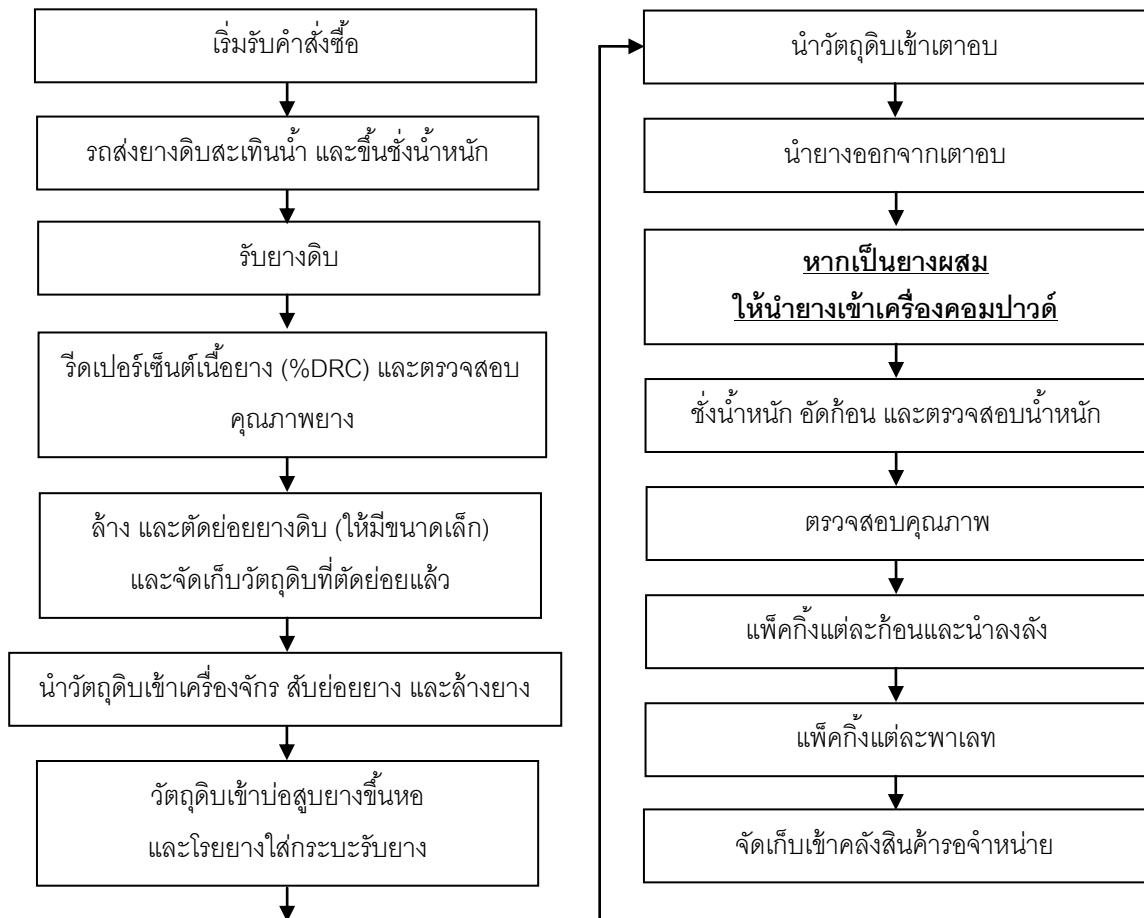 เริ่มรับคำสั่งซื้อ
รถส่งยางดิบสะเทินน้ำ และขึ้นชั่งน้ำหนัก
รับยางดิบ
รีดเปอร์เซ็นต์เนื้อยาง (%DRC) และตรวจสอบ
คุณภาพยาง
ล้าง และตัดย่อยยางดิบ (ให้มีขนาดเล็ก)
และจัดเก็บวัตถุดิบที่ตัดย่อยแล้ว
นำวัตถุดิบเข้าเครื่องจักร สับย่อยยาง และล้างยาง
วัตถุดิบเข้าบ่อสูบยางขึ้นหอ
และโรยยางใส่กระบะรับยาง
นำวัตถุดิบเข้าเตาอบ
นำยางออกจากเตาอบ
หากเป็นยางผสม
ให้นำยางเข้าเครื่องคอมปาวด์
ชั่งน้ำหนัก อัดก้อน และตรวจสอบน้ำหนัก
ตรวจสอบคุณภาพ
แพ็คกิ้งแต่ละก้อนและนำลงลัง
แพ็คกิ้งแต่ละพาเลท
จัดเก็บเข้าคลังสินค้ารอจำหน่าย